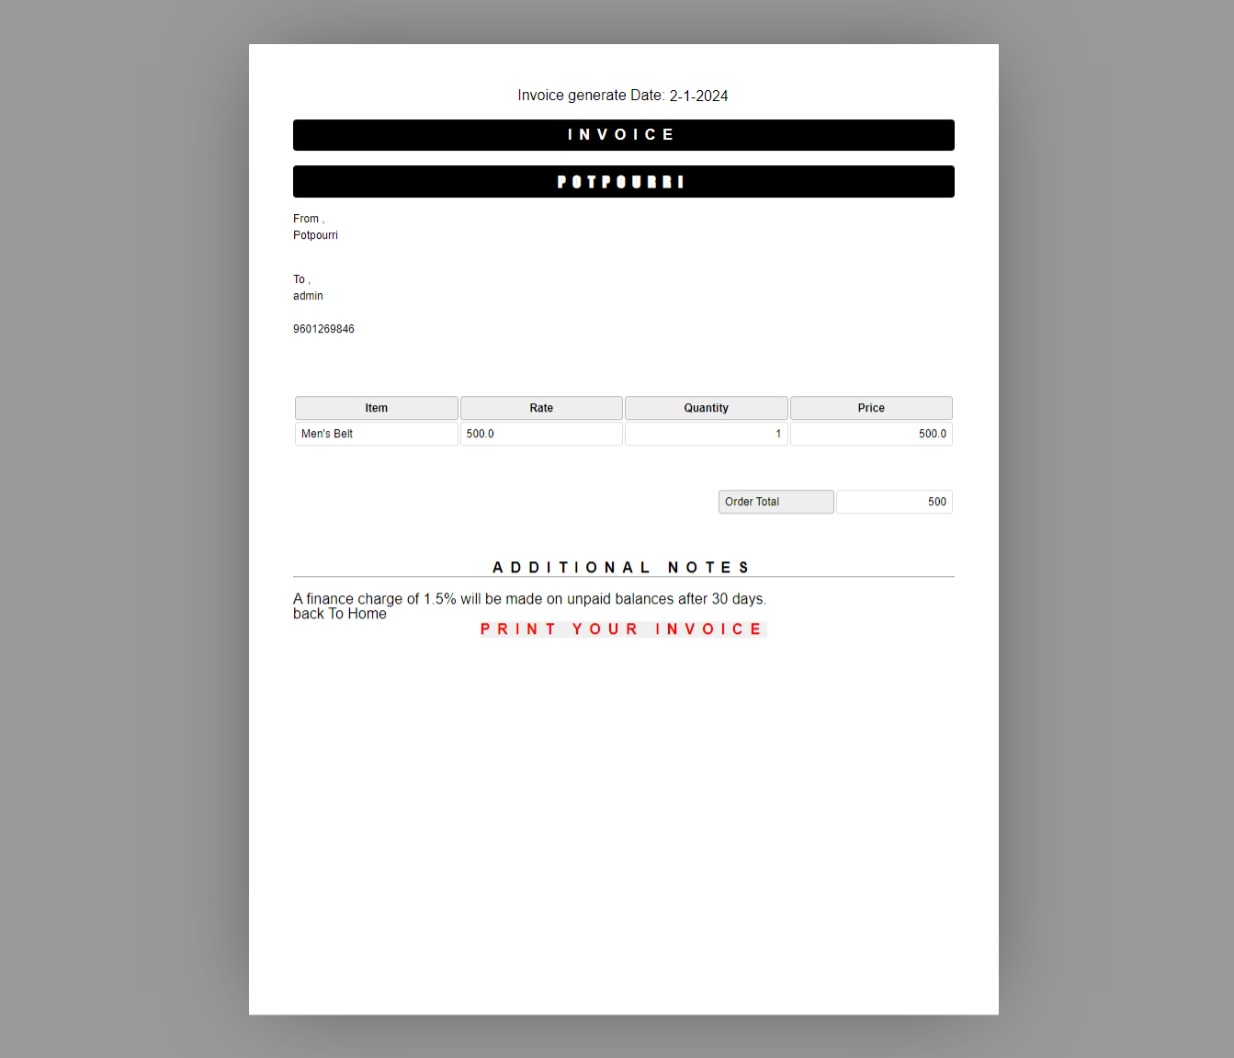 Invoice generate Date: 2-1-2024
INVOICE
POTPOURRI
From ,
Potpourri
To ,
admin
9601269846
Item Rate Quantity Price
Men's Belt 500.0 1 500.0
Order Total 500
ADDITIONAL NOTES
A finance charge of 1.5% will be made on unpaid balances after 30 days.
back To Home
PRINT YOUR INVOICE